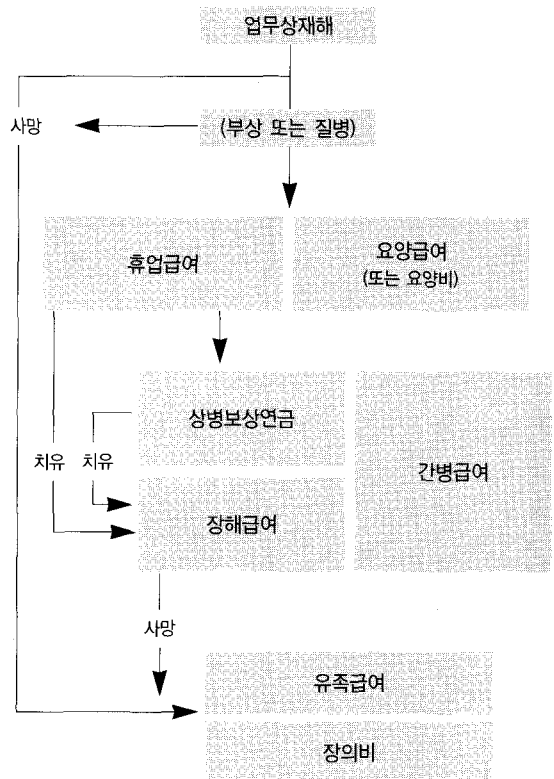 업무상재해
사망
(부상 또는 질병)
휴업급여
요양급여
(또는 요양비)
상병보상연금
치유
치유
간병급여
장해급여
사망
유족급여
장의비